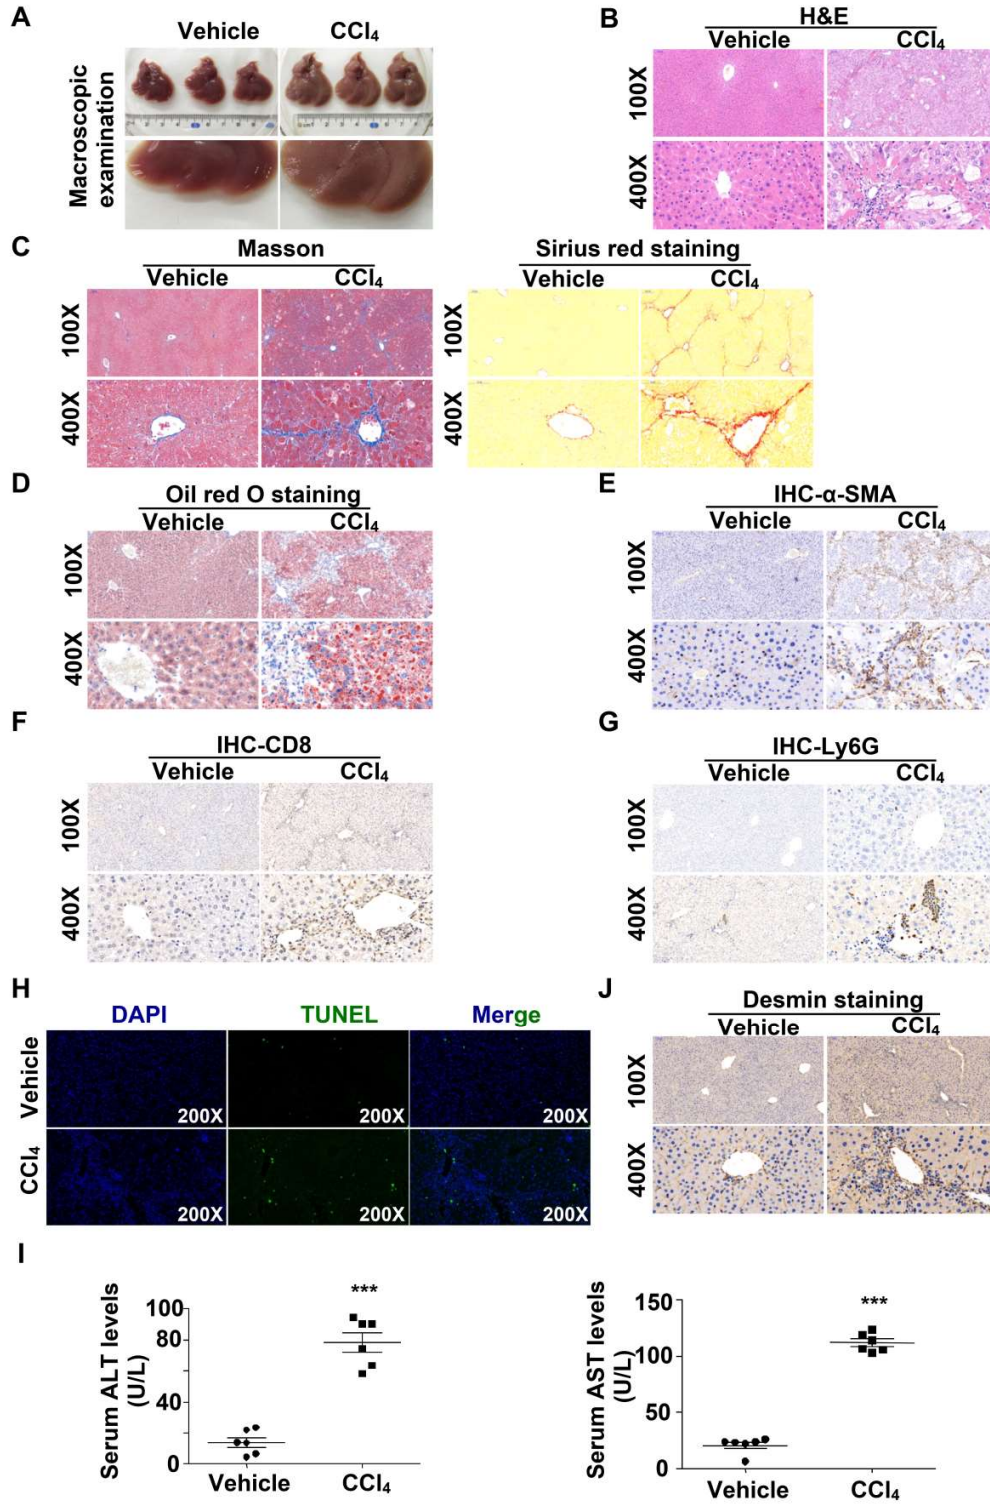 A
Vehicle CCl₄
Macroscopic
examination
B
H&E
Vehicle CCl₄
100X
400X
C
Masson
Vehicle CCl₄
100X
400X
Sirius red staining
Vehicle CCl₄
100X
400X
D
Oil red O staining
Vehicle CCl₄
100X
400X
E
IHC-α-SMA
Vehicle CCl₄
100X
400X
F
IHC-CD8
Vehicle CCl₄
100X
400X
G
IHC-Ly6G
Vehicle CCl₄
100X
400X
H
DAPI TUNEL Merge
Vehicle
200X 200X 200X
CCl₄
200X 200X 200X
J
Desmin staining
Vehicle CCl₄
100X
400X
I
Serum ALT levels
(U/L)
100
80
40
0
***
Vehicle CCl₄
Serum AST levels
(U/L)
150
100
50
0
***
Vehicle CCl₄